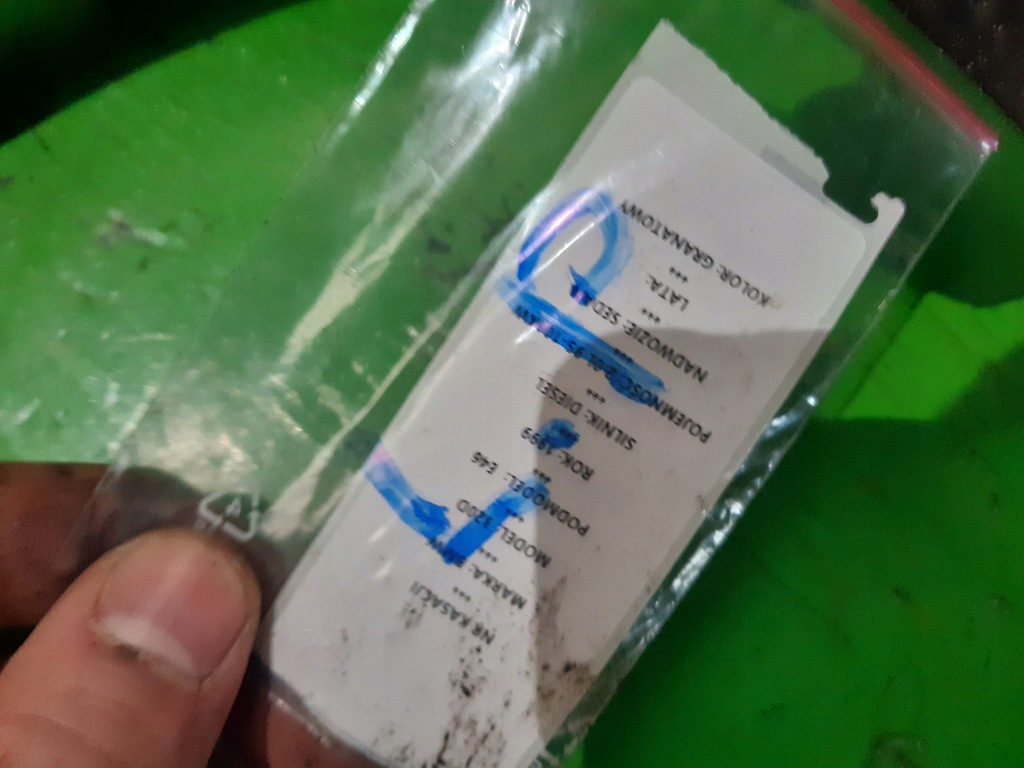 NR KASACJI
***
MARKA: BMW
***
MODEL: 320D
***
PODMODEL: E46
***
ROK: 1999
***
SILNIK: DIESEL
***
POJEMNOŚĆ:
***
NADWOZIE: SEDAN
***
LATA:
***
KOLOR: GRANATOWY